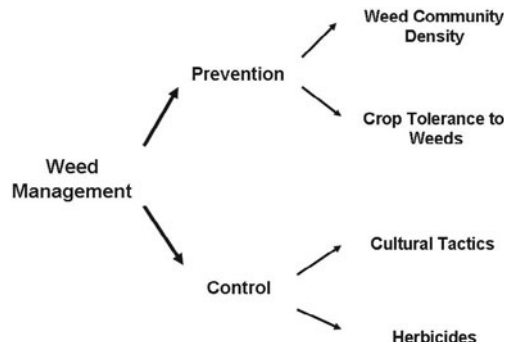 Weed Community
Density
Prevention
Crop Tolerance to
Weeds
Weed
Management
Cultural Tactics
Control
Herbicides